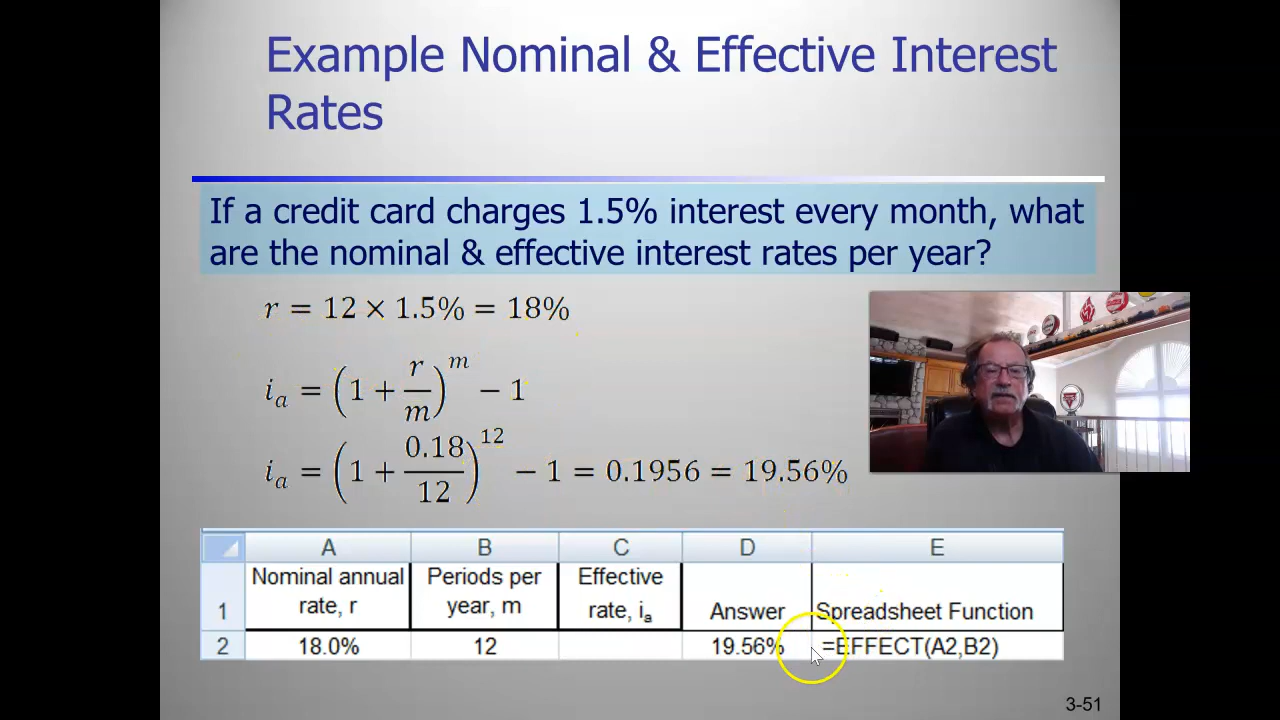 Example Nominal & Effective Interest
Rates
If a credit card charges 1.5% interest every month, what
are the nominal & effective interest rates per year?
r = 12 × 1.5% = 18%
i_a = (1 + r/m)^m − 1
i_a = (1 + 0.18/12)^12 − 1 = 0.1956 = 19.56%
A B C D E
1 Nominal annual rate, r Periods per year, m Effective rate, i_a Answer Spreadsheet Function
2 18.0% 12 19.56% =EFFECT(A2,B2)
3-51